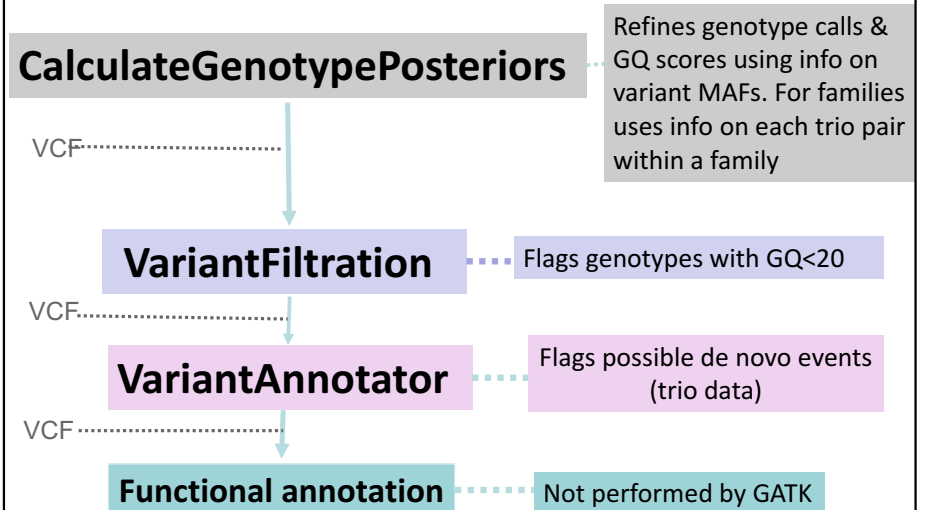 CalculateGenotypePosteriors
Refines genotype calls &
GQ scores using info on
variant MAFs. For families
uses info on each trio pair
within a family
VCF
VariantFiltration
Flags genotypes with GQ<20
VCF
VariantAnnotator
Flags possible de novo events
(trio data)
VCF
Functional annotation
Not performed by GATK